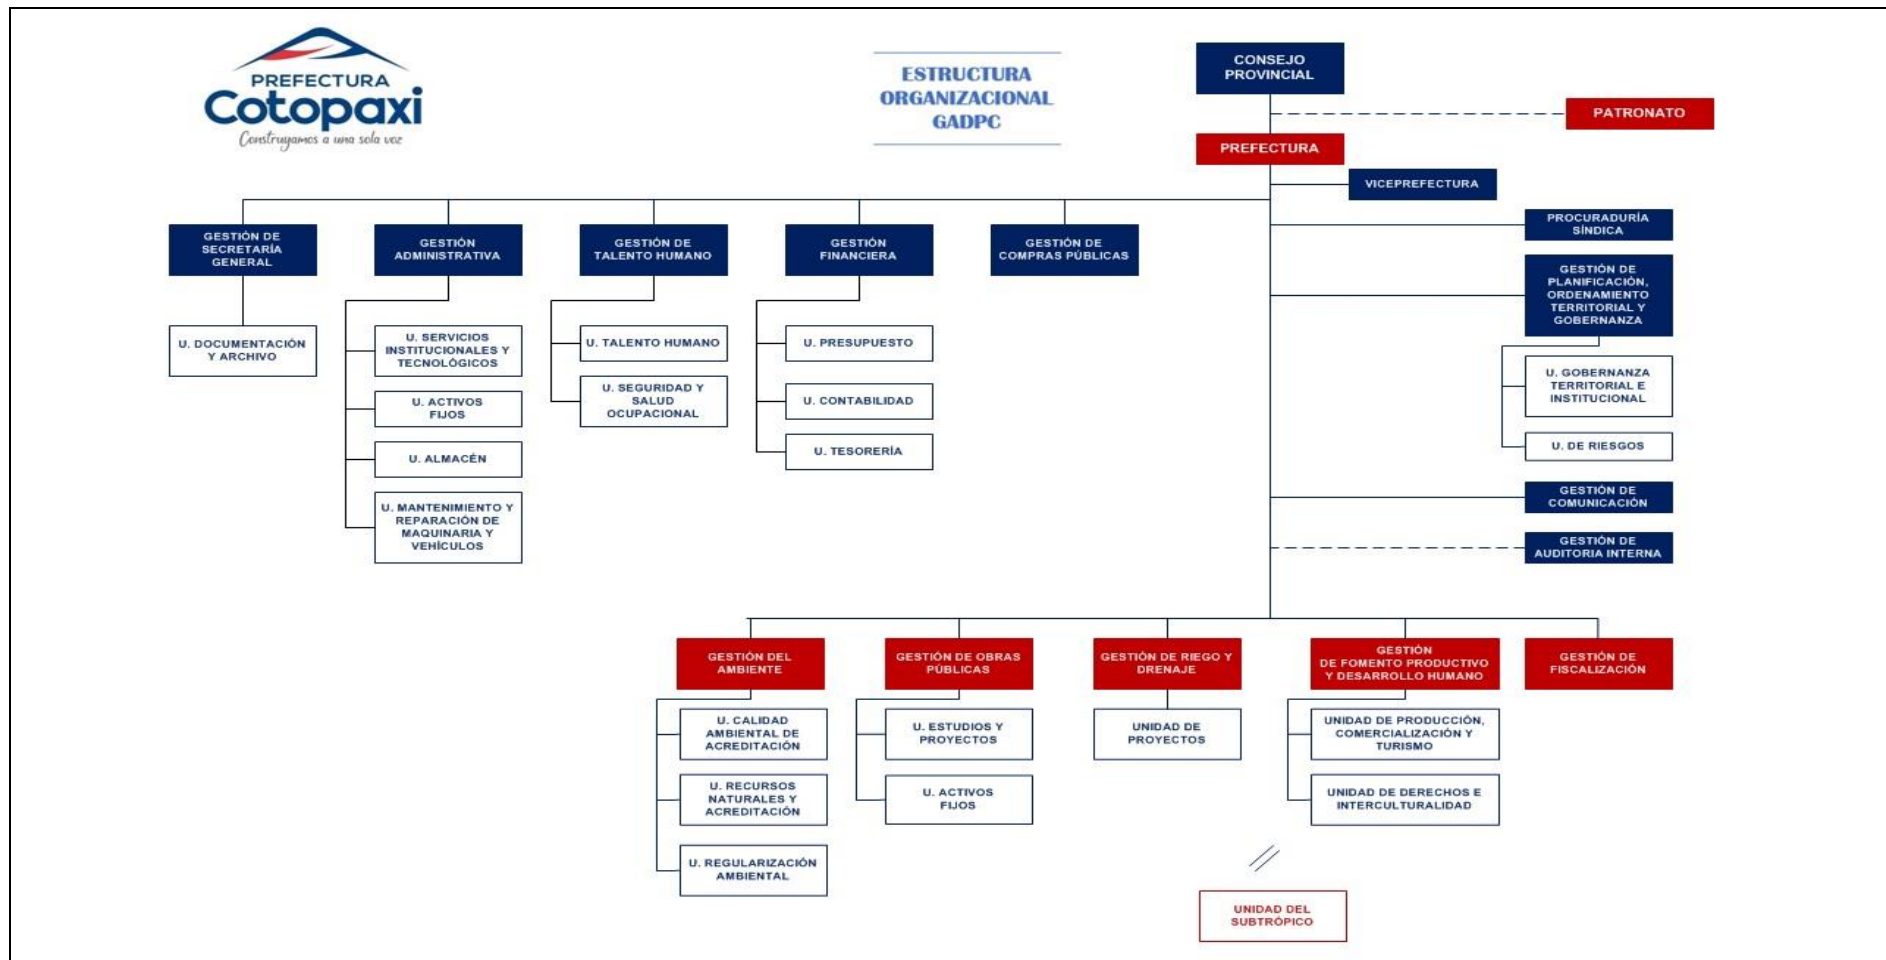 PREFECTURA
Cotopaxi
Construyamos a una sola voz
ESTRUCTURA
ORGANIZACIONAL
GADPC
CONSEJO
PROVINCIAL
PATRONATO
PREFECTURA
VICEPREFECTURA
PROCURADURÍA
SÍNDICA
GESTIÓN DE
SECRETARÍA
GENERAL
GESTIÓN
ADMINISTRATIVA
GESTIÓN DE
TALENTO HUMANO
GESTIÓN
FINANCIERA
GESTIÓN DE
COMPRAS PÚBLICAS
GESTIÓN DE
PLANIFICACIÓN,
ORDENAMIENTO
TERRITORIAL Y
GOBERNANZA
U. DOCUMENTACIÓN
Y ARCHIVO
U. SERVICIOS
INSTITUCIONALES Y
TECNOLÓGICOS
U. ACTIVOS
FIJOS
U. ALMACÉN
U. MANTENIMIENTO Y
REPARACIÓN DE
MAQUINARIA Y
VEHÍCULOS
U. TALENTO HUMANO
U. SEGURIDAD Y
SALUD
OCUPACIONAL
U. PRESUPUESTO
U. CONTABILIDAD
U. TESORERÍA
U. GOBERNANZA
TERRITORIAL E
INSTITUCIONAL
U. DE RIESGOS
GESTIÓN DE
COMUNICACIÓN
GESTIÓN DE
AUDITORIA INTERNA
GESTIÓN DEL
AMBIENTE
GESTIÓN DE OBRAS
PÚBLICAS
GESTIÓN DE RIEGO Y
DRENAJE
GESTIÓN
DE FOMENTO PRODUCTIVO
Y DESARROLLO HUMANO
GESTIÓN DE
FISCALIZACIÓN
U. CALIDAD
AMBIENTAL DE
ACREDITACIÓN
U. RECURSOS
NATURALES Y
ACREDITACIÓN
U. REGULARIZACIÓN
AMBIENTAL
U. ESTUDIOS Y
PROYECTOS
U. ACTIVOS
FIJOS
UNIDAD DE
PROYECTOS
UNIDAD DE PRODUCCIÓN,
COMERCIALIZACIÓN Y
TURISMO
UNIDAD DE DERECHOS E
INTERCULTURALIDAD
UNIDAD DEL
SUBTRÓPICO